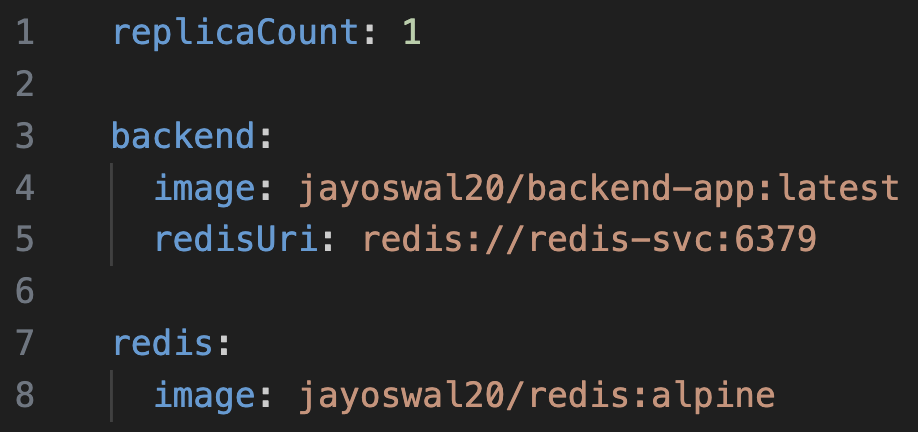 1 replicaCount: 1
2
3 backend:
4   image: jayoswal20/backend-app:latest
5   redisUri: redis://redis-svc:6379
6
7 redis:
8   image: jayoswal20/redis:alpine